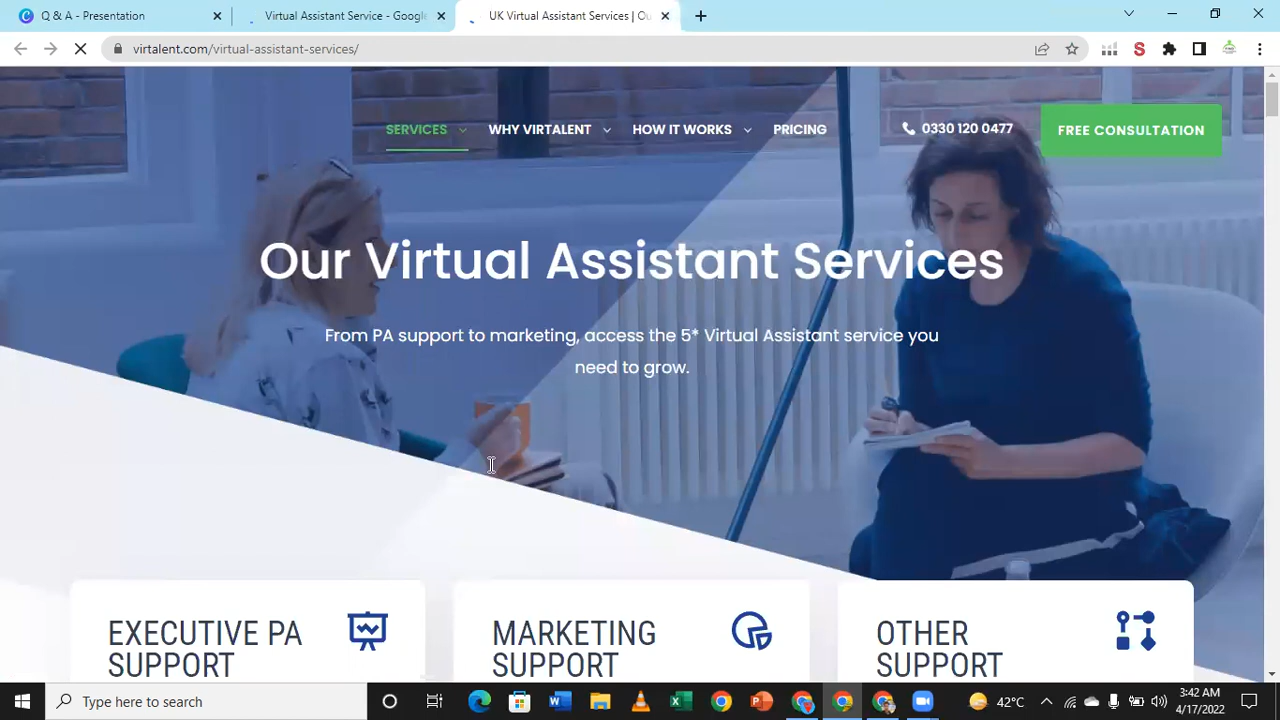 Q & A - Presentation
Virtual Assistant Service - Google
UK Virtual Assistant Services | Ou
virtalent.com/virtual-assistant-services/
SERVICES
WHY VIRTALENT
HOW IT WORKS
PRICING
0330 120 0477
FREE CONSULTATION
Our Virtual Assistant Services
From PA support to marketing, access the 5* Virtual Assistant service you
need to grow.
EXECUTIVE PA
SUPPORT
MARKETING
SUPPORT
OTHER
SUPPORT
Type here to search
42°C
3:42 AM
4/17/2022